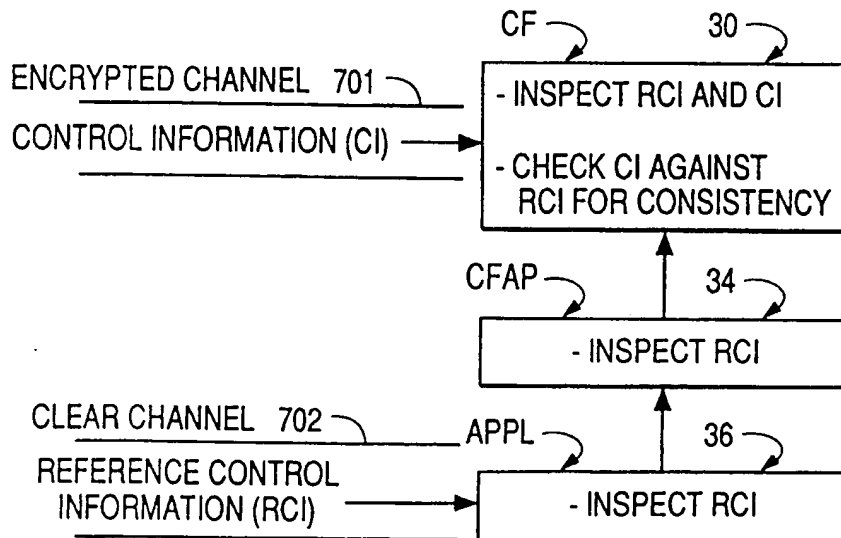 CF 30
ENCRYPTED CHANNEL 701
- INSPECT RCI AND CI
CONTROL INFORMATION (CI)
- CHECK CI AGAINST
RCI FOR CONSISTENCY
CFAP 34
- INSPECT RCI
CLEAR CHANNEL 702
APPL 36
REFERENCE CONTROL
INFORMATION (RCI)
- INSPECT RCI